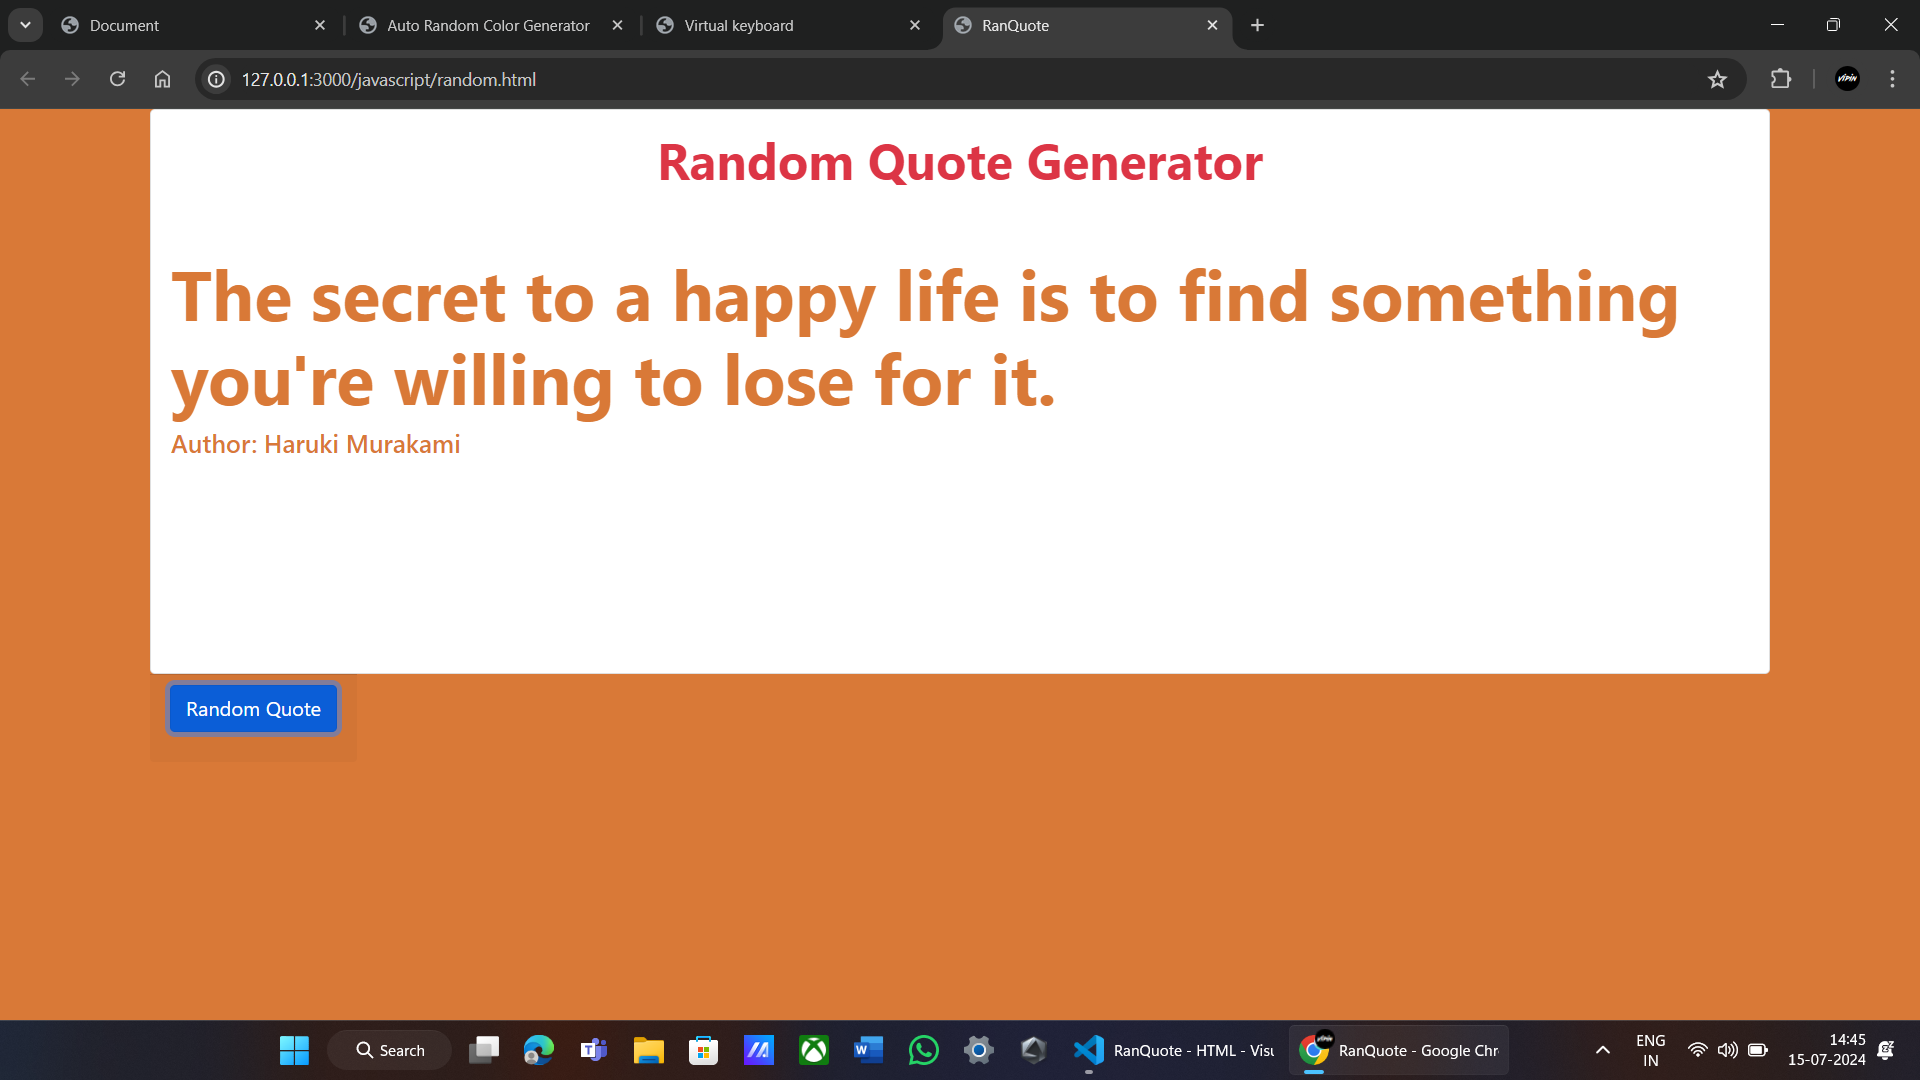 Document
Auto Random Color Generator
Virtual keyboard
RanQuote
127.0.0.1:3000/javascript/random.html
ViPiN
Random Quote Generator
The secret to a happy life is to find something
you're willing to lose for it.
Author: Haruki Murakami
Random Quote
Search
RanQuote - HTML - Visu
RanQuote - Google Chr
ENG
IN
14:45
15-07-2024